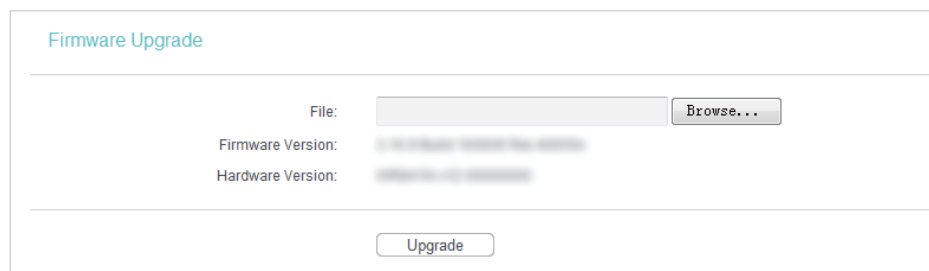 Firmware Upgrade
File: Browse...
Firmware Version:
Hardware Version:
Upgrade